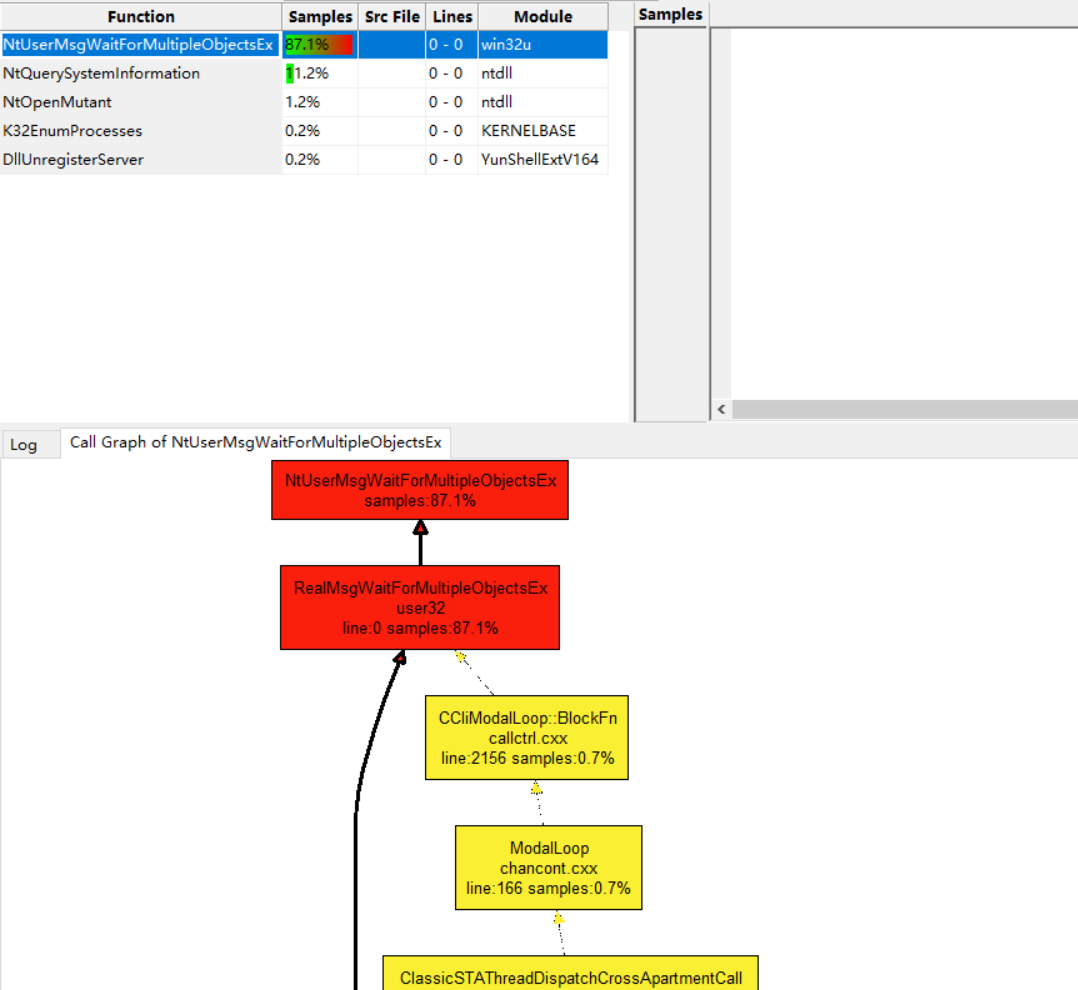 Function Samples Src File Lines Module Samples
NtUserMsgWaitForMultipleObjectsEx 87.1% 0 - 0 win32u
NtQuerySystemInformation 11.2% 0 - 0 ntdll
NtOpenMutant 1.2% 0 - 0 ntdll
K32EnumProcesses 0.2% 0 - 0 KERNELBASE
DllUnregisterServer 0.2% 0 - 0 YunShellExtV164
Log Call Graph of NtUserMsgWaitForMultipleObjectsEx
NtUserMsgWaitForMultipleObjectsEx
samples:87.1%
RealMsgWaitForMultipleObjectsEx
user32
line:0 samples:87.1%
CCliModalLoop::BlockFn
callctrl.cxx
line:2156 samples:0.7%
ModalLoop
chancont.cxx
line:166 samples:0.7%
ClassicSTAThreadDispatchCrossApartmentCall